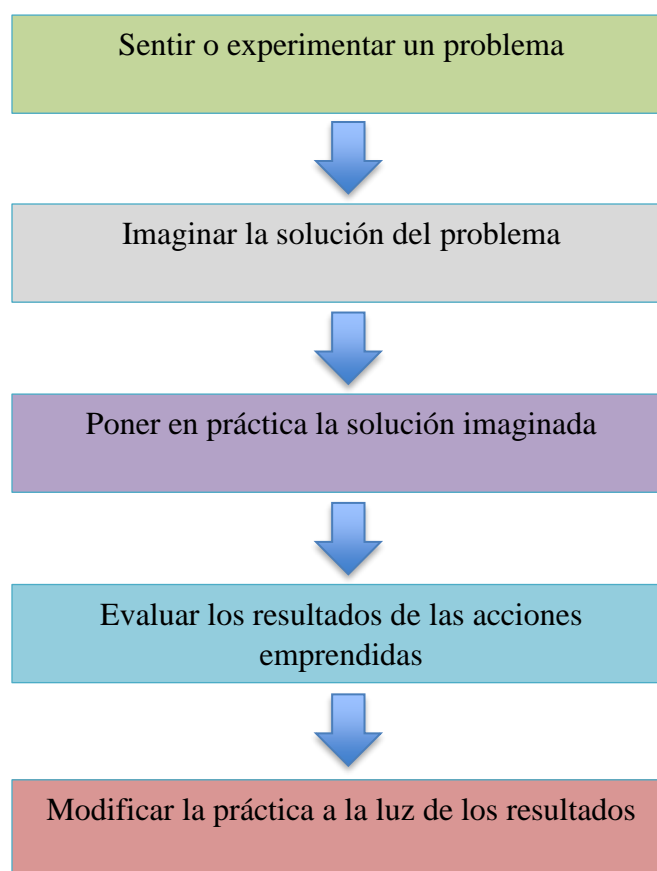 Sentir o experimentar un problema
Imaginar la solución del problema
Poner en práctica la solución imaginada
Evaluar los resultados de las acciones
emprendidas
Modificar la práctica a la luz de los resultados